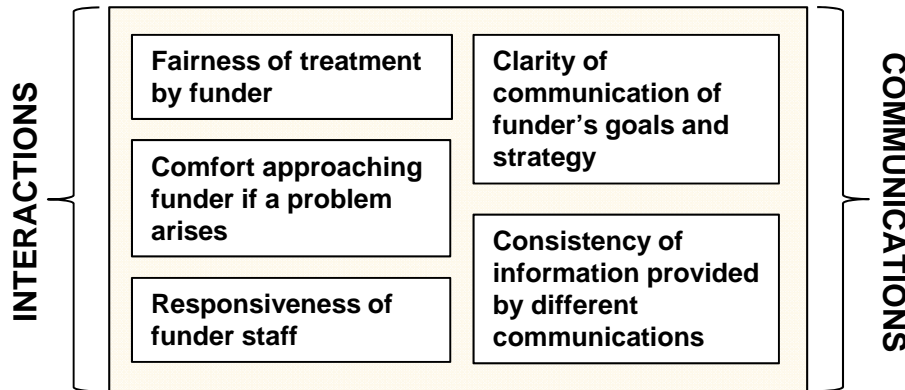 INTERACTIONS
Fairness of treatment
by funder
Comfort approaching
funder if a problem
arises
Responsiveness of
funder staff
Clarity of
communication of
funder's goals and
strategy
Consistency of
information provided
by different
communications
COMMUNICATIONS